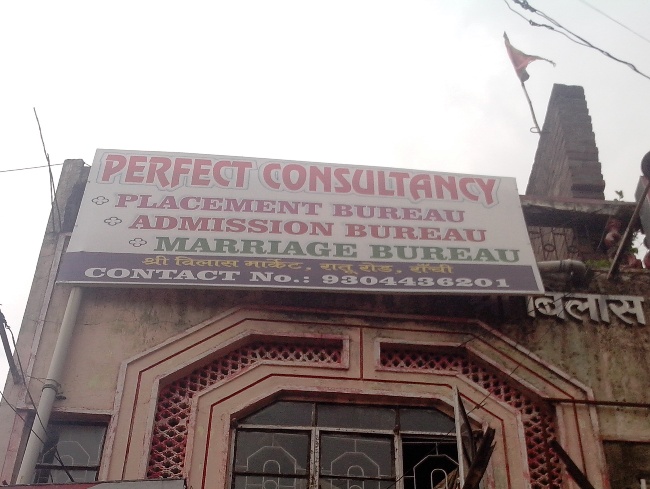 PERFECT CONSULTANCY
PLACEMENT BUREAU
ADMISSION BUREAU
MARRIAGE BUREAU
श्री विलास मार्केट, रातू रोड, राँची
CONTACT No.: 9304436201
बिलास